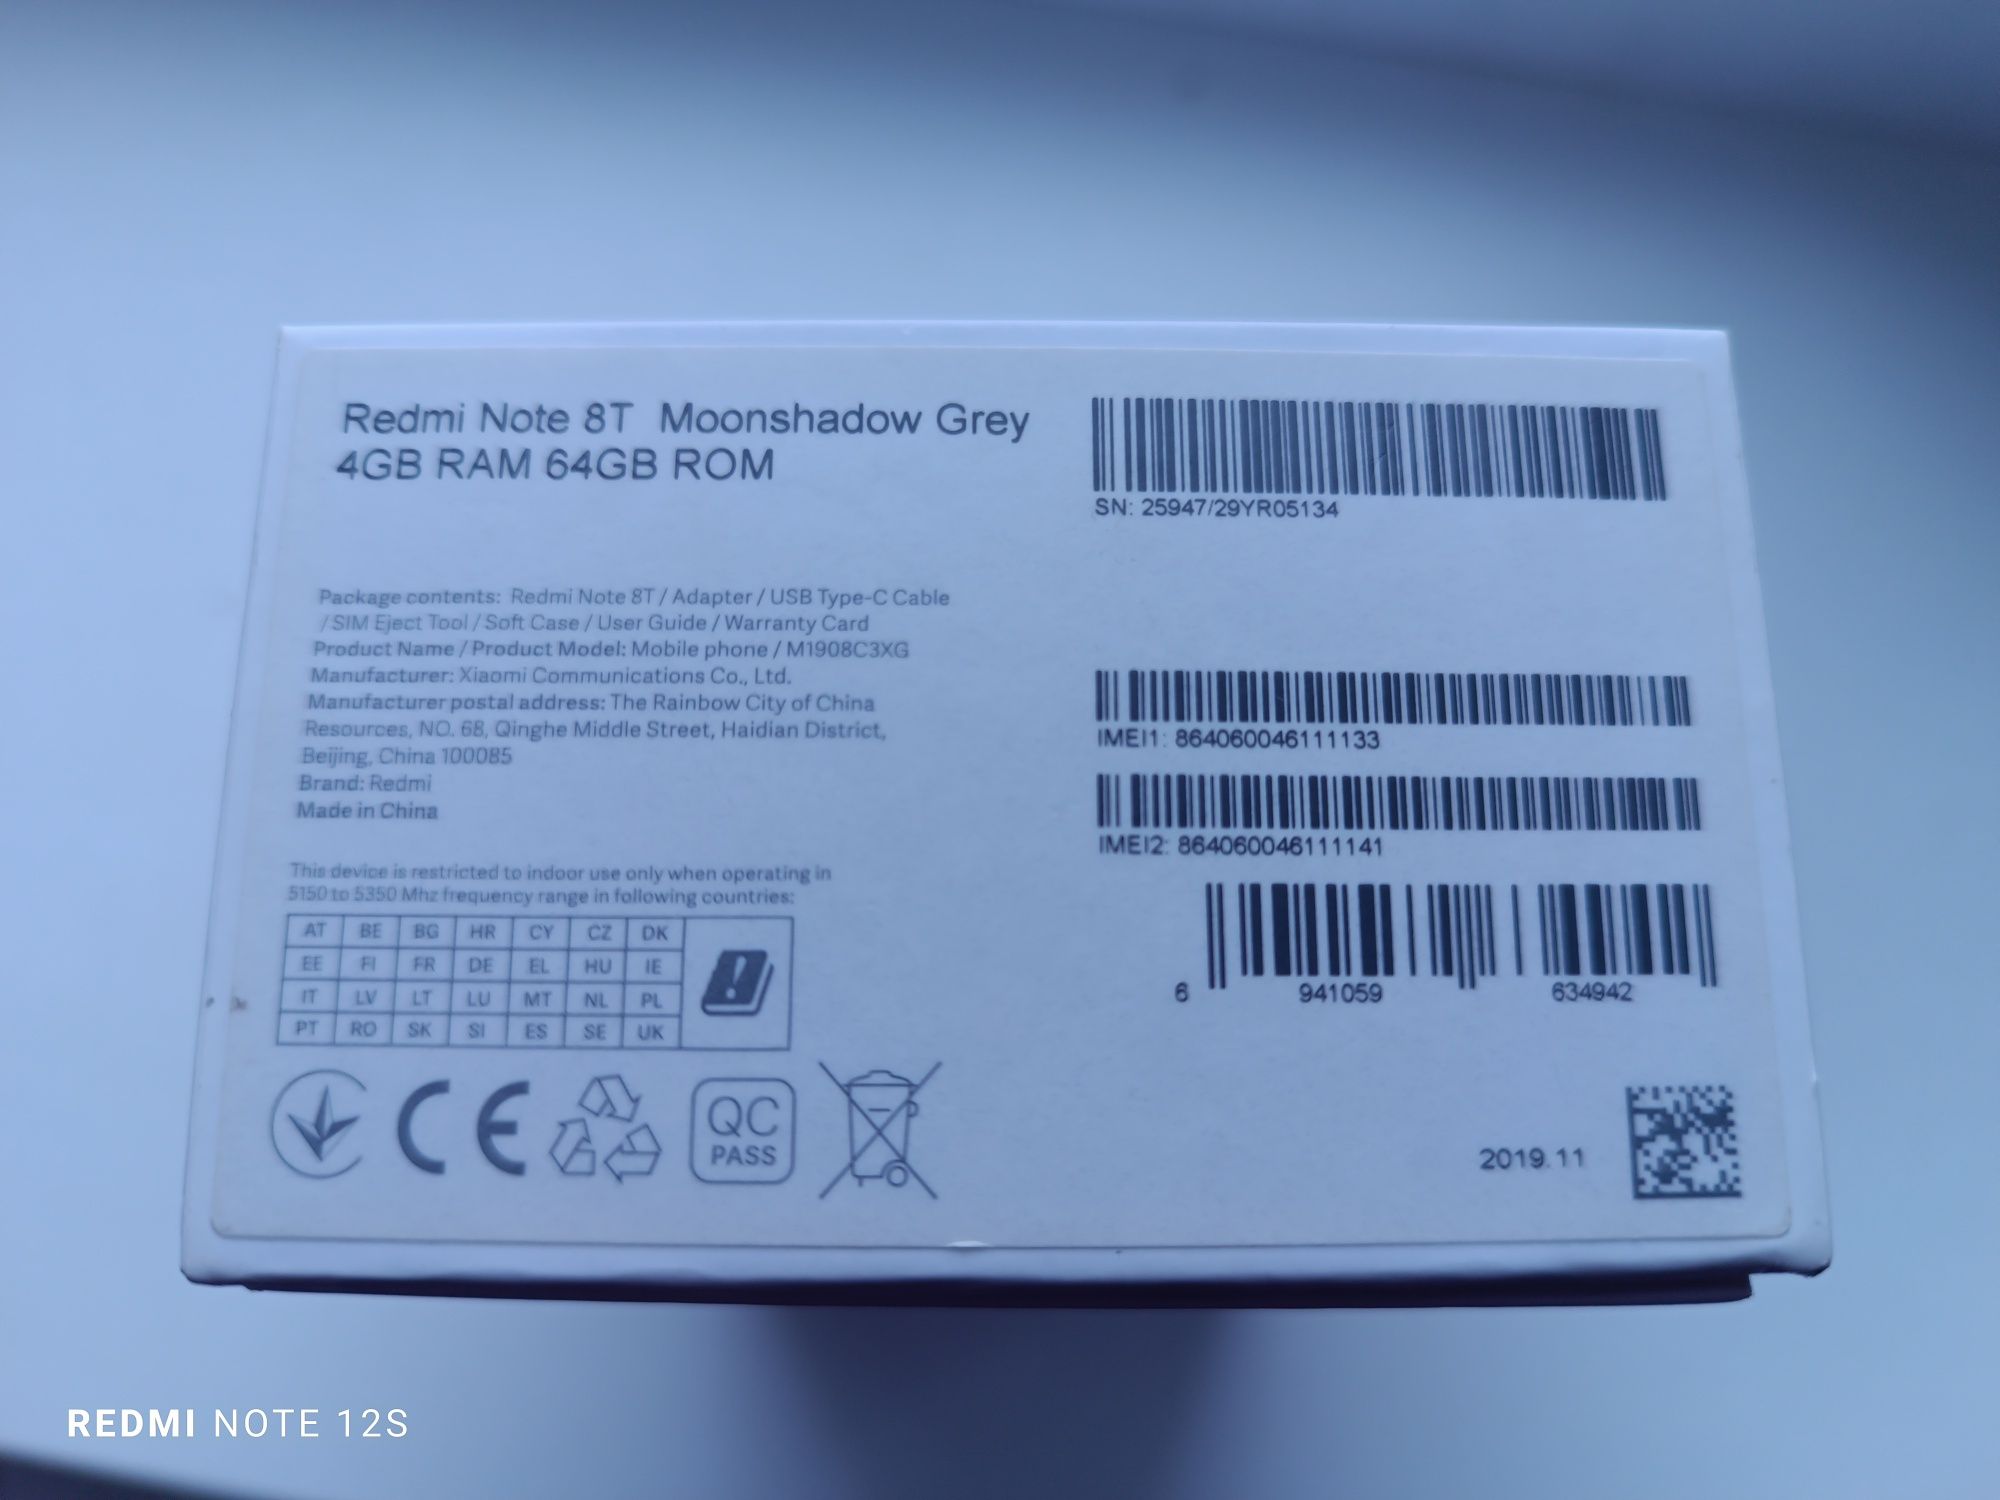 Redmi Note 8T Moonshadow Grey
4GB RAM 64GB ROM
SN: 25947/29YR05134
Package contents: Redmi Note 8T / Adapter / USB Type-C Cable
/ SIM Eject Tool / Soft Case / User Guide / Warranty Card
Product Name / Product Model: Mobile phone / M1908C3XG
Manufacturer: Xiaomi Communications Co., Ltd.
Manufacturer postal address: The Rainbow City of China
Resources, NO. 68, Qinghe Middle Street, Haidian District,
Beijing, China 100085
Brand: Redmi
Made in China
IMEI1: 864060046111133
IMEI2: 864060046111141
6 941059 634942
This device is restricted to indoor use only when operating in
5150 to 5350 Mhz frequency range in following countries:
AT BE BG HR CY CZ DK
EE FI FR DE EL HU IE
IT LV LT LU MT NL PL
PT RO SK SI ES SE UK
CE
QC
PASS
2019.11
REDMI NOTE 12S